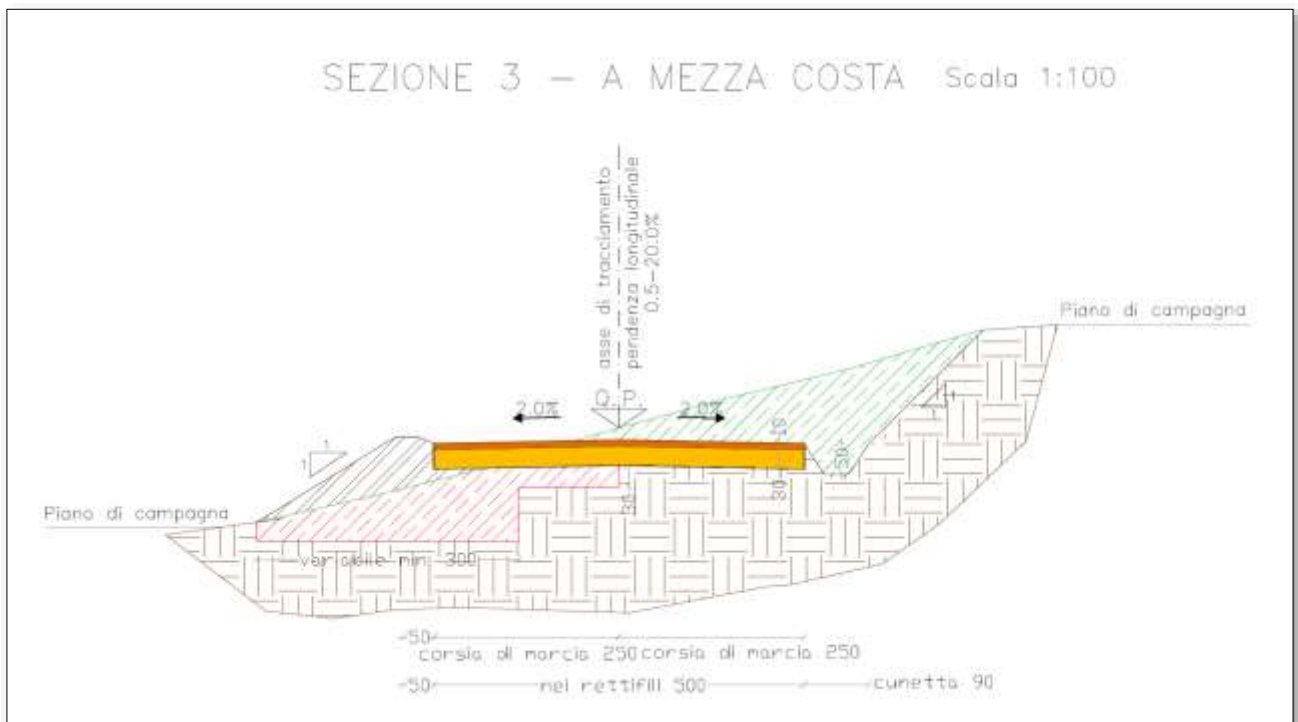 SEZIONE 3 – A MEZZA COSTA Scala 1:100
asse di tracciamento
pendenza longitudinale
0.5–20.0%
Piano di campagna
Q.P.
2.0% 2.0%
1
1
1
1
10
30
50
30
Piano di campagna
variabile min. 300
50
corsia di marcia 250 corsia di marcia 250
50 nei rettifili 500 cunetta 90